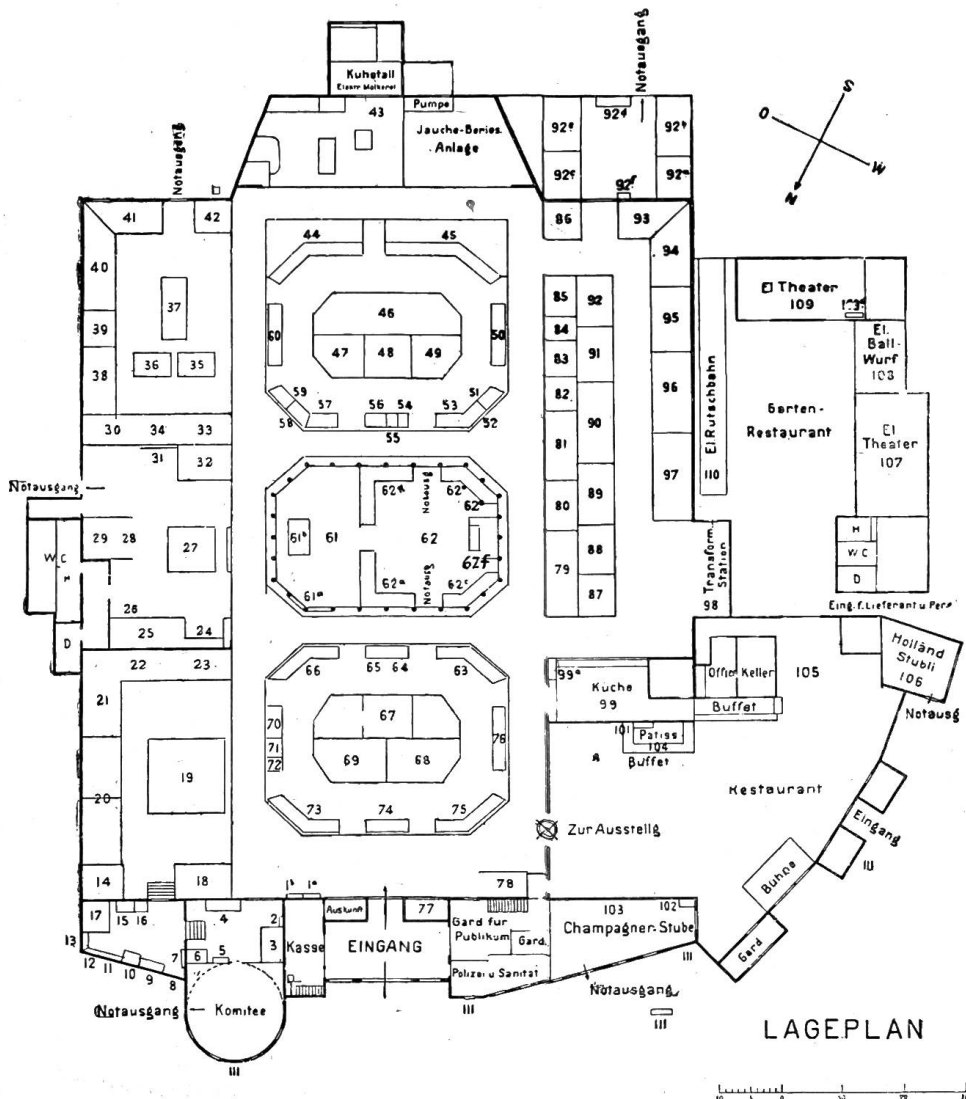 Kuhstall
Elektr Melkerei
43
Pumpe
Jauche-Beries.
Anlage
Notausgang
92e
92d
92b
92f
92a
S
O
W
N
Notausgang
41
42
86
93
94
40
37
44
45
39
36
35
38
46
60
47
48
49
50
59
58
57
56
54
55
53
51
52
85
92
84
83
91
82
90
81
95
96
97
80
89
79
88
87
El Theater
109
El.
Ball-
Wurf
108
El. Rutschbahn
110
Garten-
Restaurant
El
Theater
107
30
34
33
31
32
Notausgang
29
28
27
W C
H
D
26
25
24
62d
Notausg
62e
62b
61b
61
62
62f
61a
62a
Notausg
62c
Transform.
Station
98
H
W C
D
Eing. f. Lieferant u Pers
22
23
21
19
20
14
18
66
65
64
63
70
71
72
67
69
68
76
73
74
75
99a
Küche
99
Office
Keller
105
Buffet
101
Patiss
104
Buffet
Holländ
Stübli
106
Notausg
Restaurant
Eingang
III
Zur Ausstellg
Bühne
Gard
17
15
16
13
12
11
10
9
8
7
6
5
4
2
3
1b
1a
Kasse
Auskunft
77
EINGANG
78
Gard für
Publikum
Gard.
Polizei u Sanität
103
102
Champagner-Stube
III
Notausgang
III
III
Notausgang
Komitee
III
LAGEPLAN